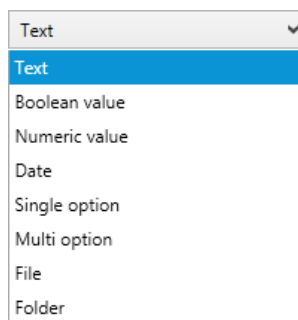 Text
Text
Boolean value
Numeric value
Date
Single option
Multi option
File
Folder